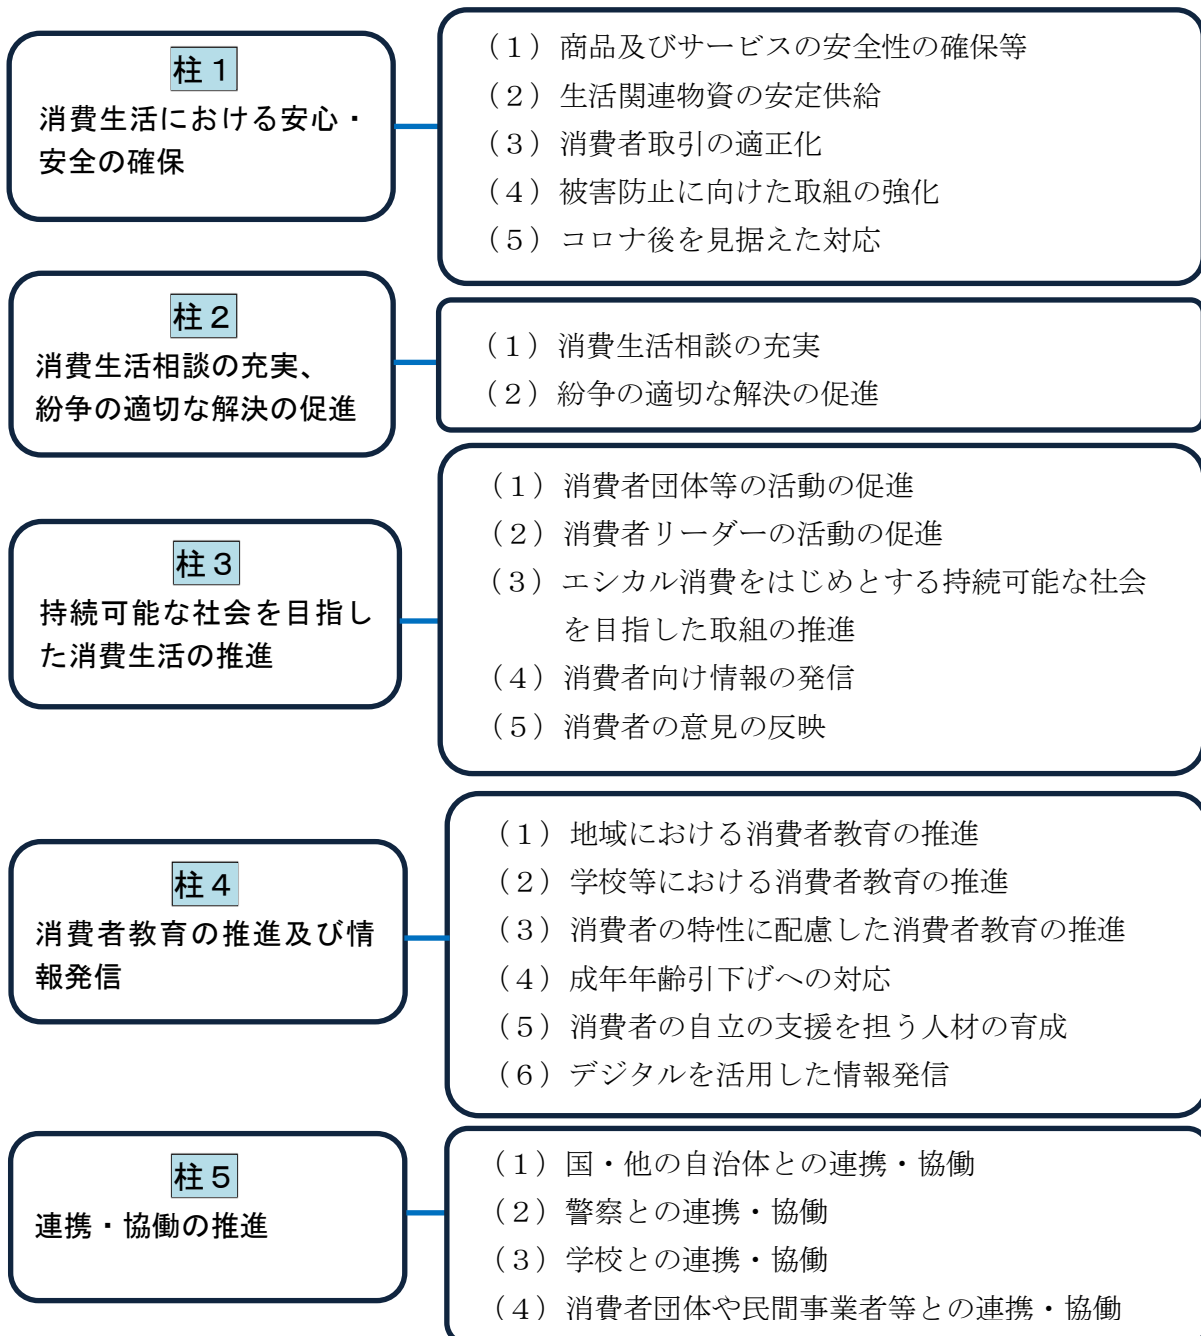 柱１
消費生活における安心・
安全の確保
（１）商品及びサービスの安全性の確保等
（２）生活関連物資の安定供給
（３）消費者取引の適正化
（４）被害防止に向けた取組の強化
（５）コロナ後を見据えた対応
柱２
消費生活相談の充実、
紛争の適切な解決の促進
（１）消費生活相談の充実
（２）紛争の適切な解決の促進
柱３
持続可能な社会を目指し
た消費生活の推進
（１）消費者団体等の活動の促進
（２）消費者リーダーの活動の促進
（３）エシカル消費をはじめとする持続可能な社会
を目指した取組の推進
（４）消費者向け情報の発信
（５）消費者の意見の反映
柱４
消費者教育の推進及び情
報発信
（１）地域における消費者教育の推進
（２）学校等における消費者教育の推進
（３）消費者の特性に配慮した消費者教育の推進
（４）成年年齢引下げへの対応
（５）消費者の自立の支援を担う人材の育成
（６）デジタルを活用した情報発信
柱５
連携・協働の推進
（１）国・他の自治体との連携・協働
（２）警察との連携・協働
（３）学校との連携・協働
（４）消費者団体や民間事業者等との連携・協働